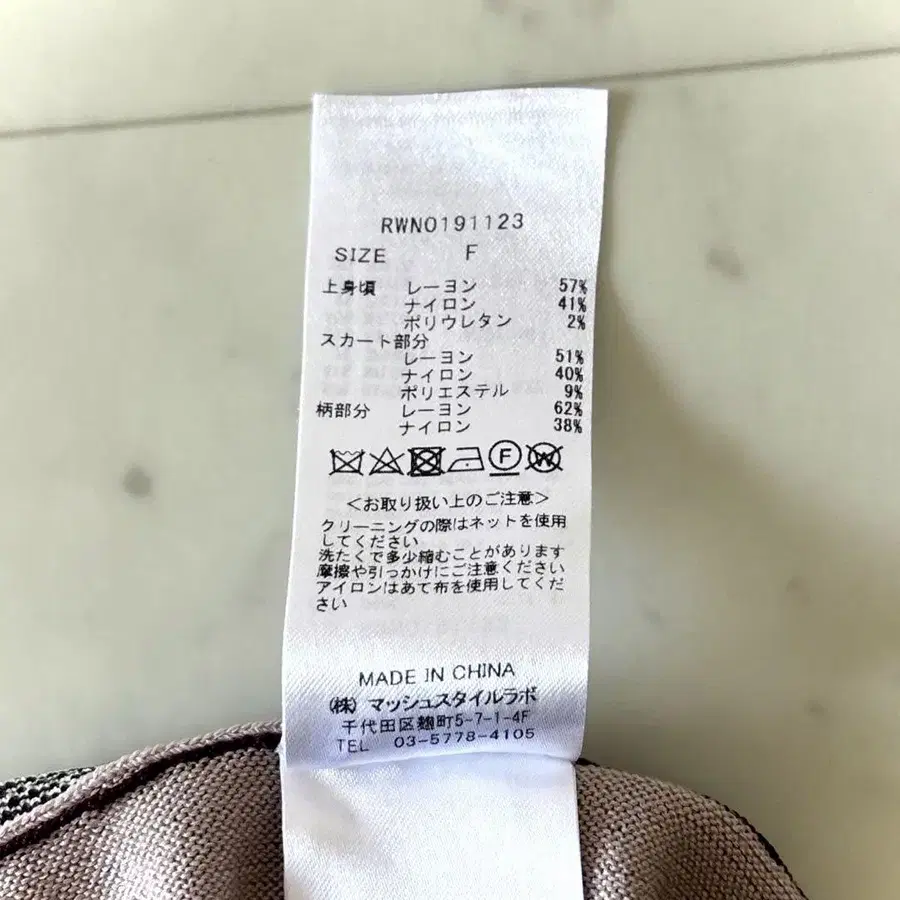 RWNO191123
SIZE F
上身頃 レーヨン 57%
ナイロン 41%
ポリウレタン 2%
スカート部分
レーヨン 51%
ナイロン 40%
ポリエステル 9%
柄部分 レーヨン 62%
ナイロン 38%
F W
<お取り扱い上のご注意>
クリーニングの際はネットを使用
してください
洗たくで多少縮むことがあります
摩擦や引っかけにご注意ください
アイロンはあて布を使用してくだ
さい
MADE IN CHINA
(株) マッシュスタイルラボ
千代田区麹町5-7-1-4F
TEL 03-5778-4105